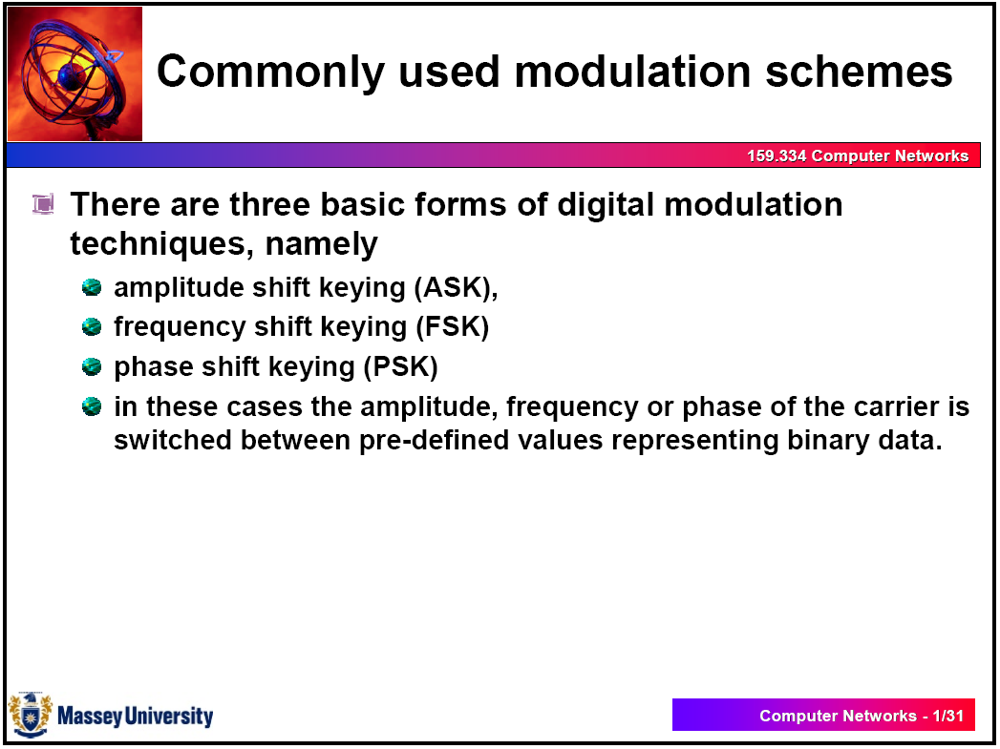 Commonly used modulation schemes
159.334 Computer Networks
There are three basic forms of digital modulation
techniques, namely
amplitude shift keying (ASK),
frequency shift keying (FSK)
phase shift keying (PSK)
in these cases the amplitude, frequency or phase of the carrier is
switched between pre-defined values representing binary data.
Massey University
Computer Networks - 1/31